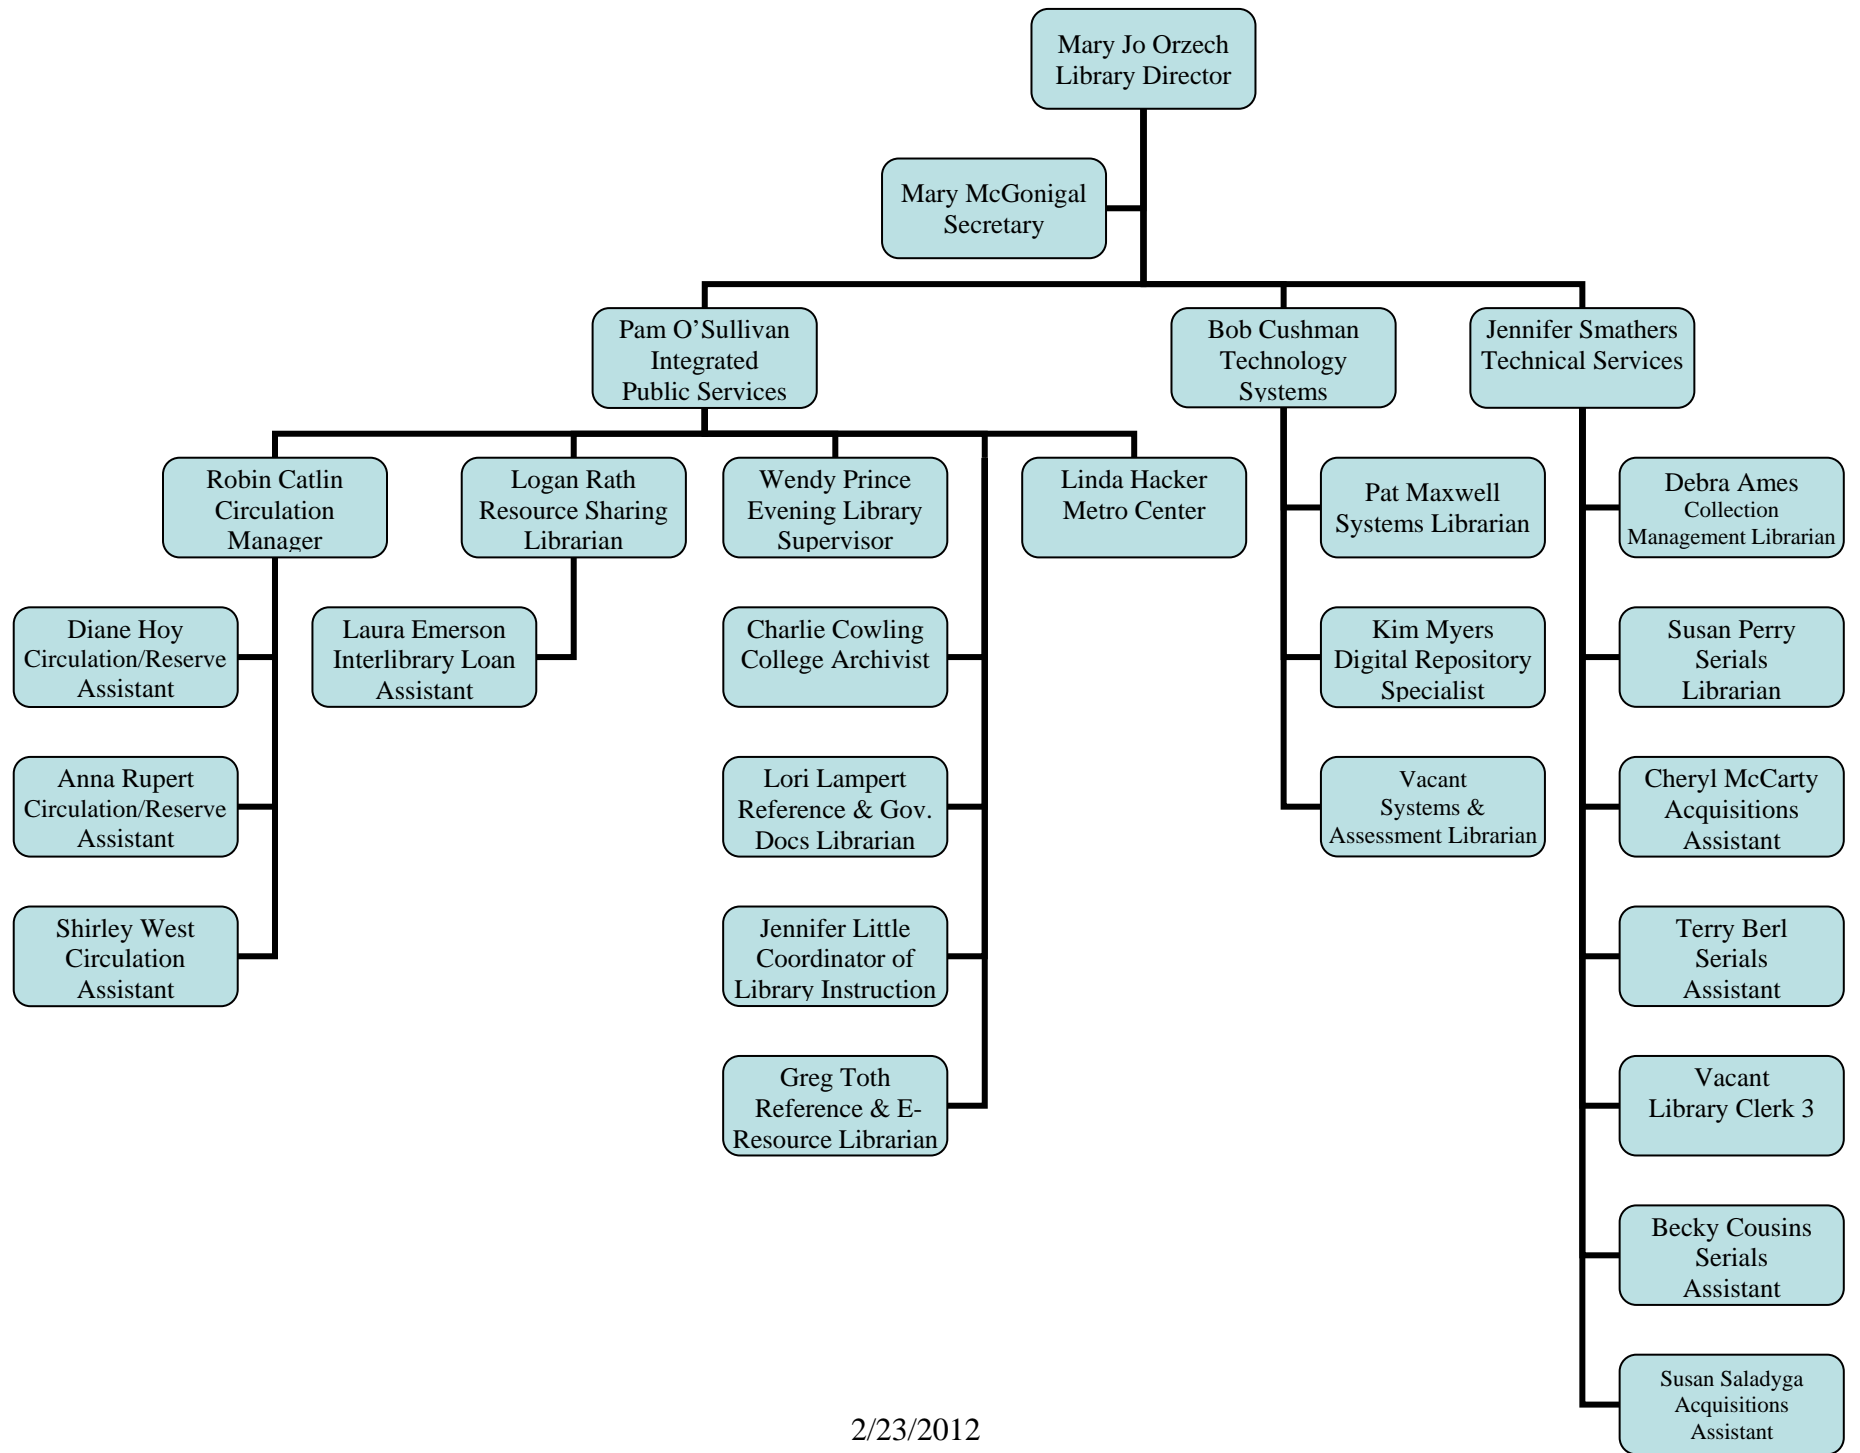 Mary Jo Orzech
Library Director
Mary McGonigal
Secretary
Pam O’Sullivan
Integrated
Public Services
Bob Cushman
Technology
Systems
Jennifer Smathers
Technical Services
Robin Catlin
Circulation
Manager
Logan Rath
Resource Sharing
Librarian
Wendy Prince
Evening Library
Supervisor
Linda Hacker
Metro Center
Pat Maxwell
Systems Librarian
Debra Ames
Collection
Management Librarian
Diane Hoy
Circulation/Reserve
Assistant
Laura Emerson
Interlibrary Loan
Assistant
Charlie Cowling
College Archivist
Kim Myers
Digital Repository
Specialist
Susan Perry
Serials
Librarian
Anna Rupert
Circulation/Reserve
Assistant
Lori Lampert
Reference & Gov.
Docs Librarian
Vacant
Systems &
Assessment Librarian
Cheryl McCarty
Acquisitions
Assistant
Shirley West
Circulation
Assistant
Jennifer Little
Coordinator of
Library Instruction
Terry Berl
Serials
Assistant
Greg Toth
Reference & E-
Resource Librarian
Vacant
Library Clerk 3
Becky Cousins
Serials
Assistant
Susan Saladyga
Acquisitions
Assistant
2/23/2012